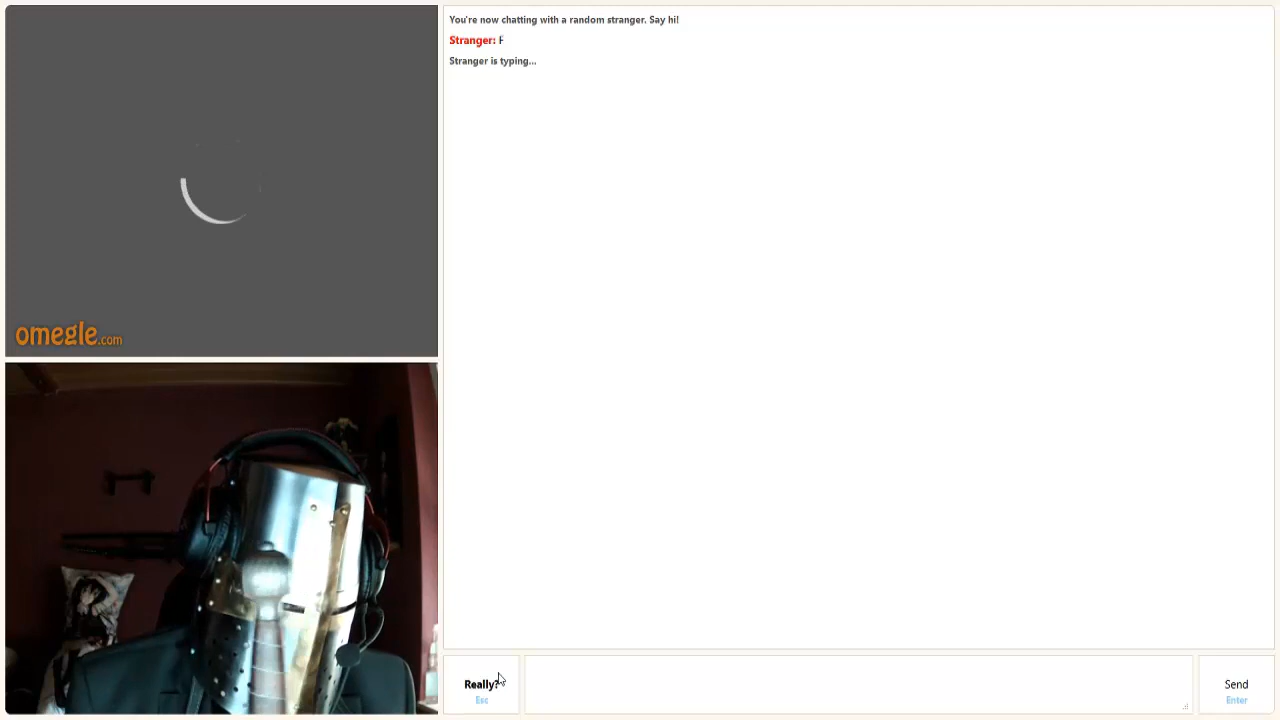 You're now chatting with a random stranger. Say hi!
Stranger: F
Stranger is typing...
omegle.com
Really?
Esc
Send
Enter